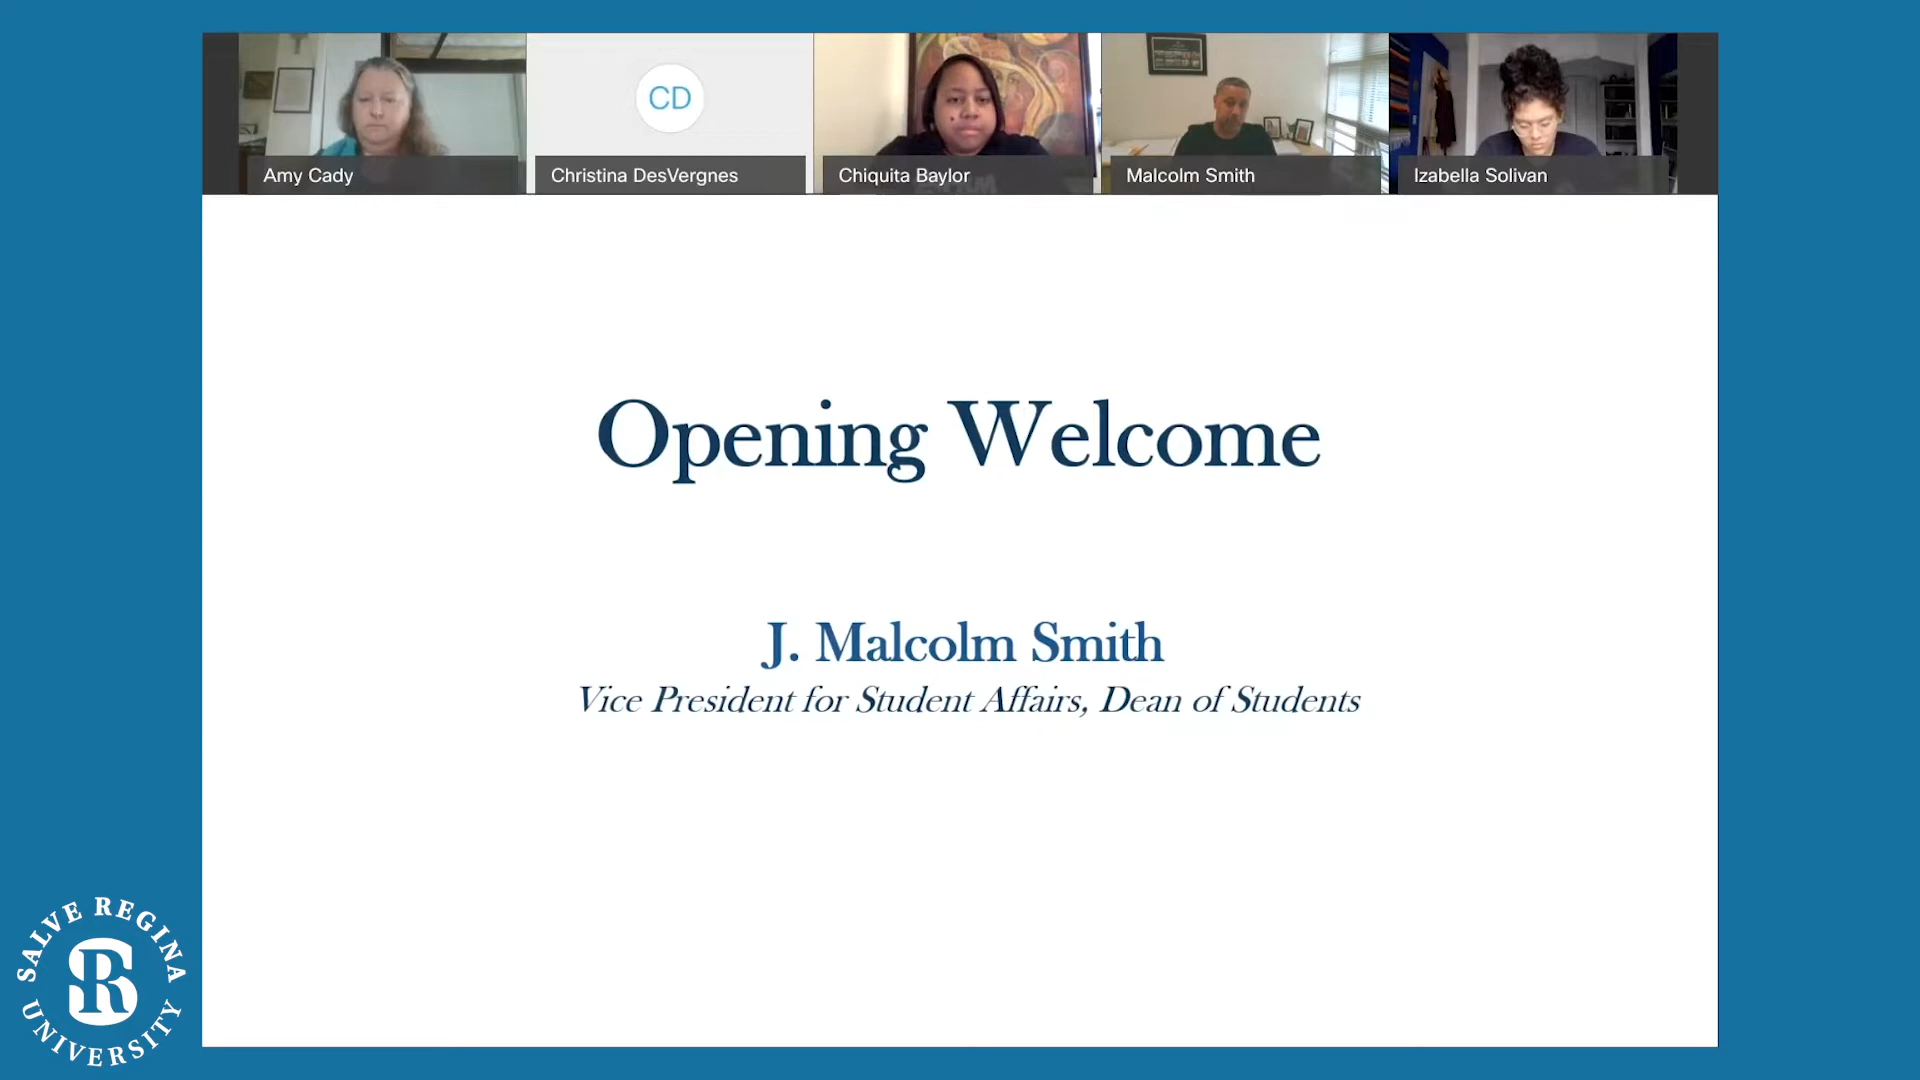 Amy Cady
CD
Christina DesVergnes
Chiquita Baylor
Malcolm Smith
Izabella Solivan
Opening Welcome
J. Malcolm Smith
Vice President for Student Affairs, Dean of Students
SALVE REGINA
SR
UNIVERSITY